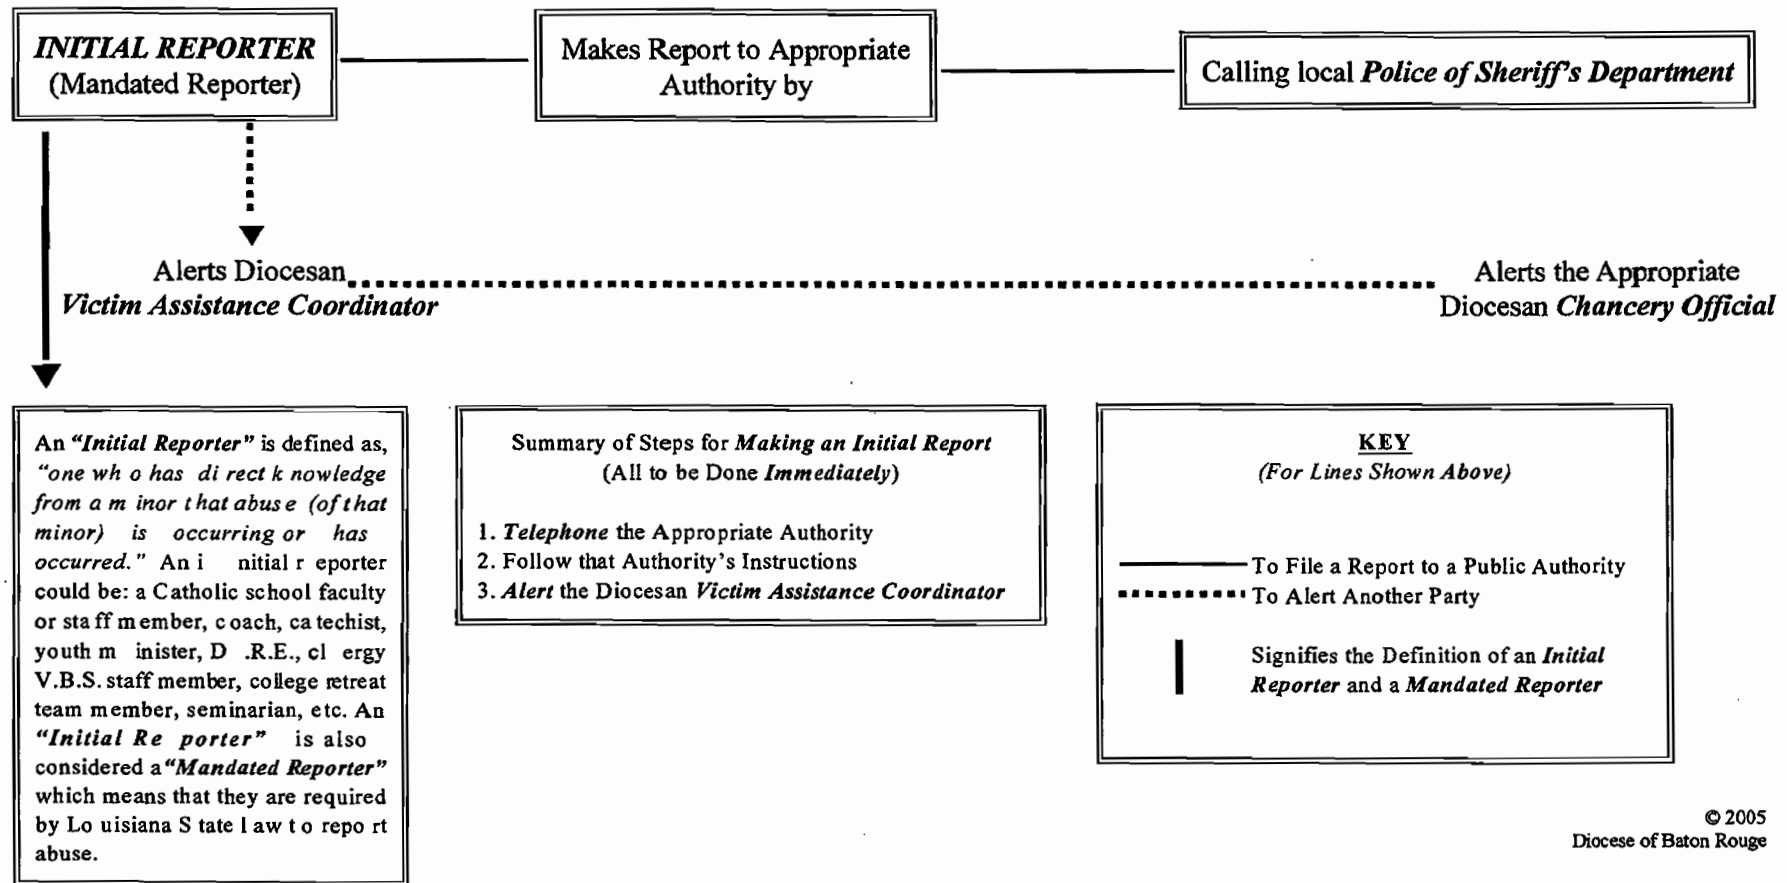 INITIAL REPORTER
(Mandated Reporter)
Makes Report to Appropriate
Authority by
Calling local Police of Sheriff's Department
Alerts Diocesan
Victim Assistance Coordinator
Alerts the Appropriate
Diocesan Chancery Official
An "Initial Reporter" is defined as,
"one wh o has di rect k nowledge
from a m inor that abus e (of that
minor) is occurring or has
occurred." An i nitial r eporter
could be: a Catholic school faculty
or sta ff m ember, c oach, ca techist,
youth m inister, D .R.E., cl ergy
V.B.S. staff member, college retreat
team member, seminarian, etc. An
"Initial Re porter" is also
considered a "Mandated Reporter"
which means that they are required
by Lo uisiana S tate l aw t o repo rt
abuse.
Summary of Steps for Making an Initial Report
(All to be Done Immediately)
1. Telephone the Appropriate Authority
2. Follow that Authority's Instructions
3. Alert the Diocesan Victim Assistance Coordinator
KEY
(For Lines Shown Above)
To File a Report to a Public Authority
To Alert Another Party
Signifies the Definition of an Initial
Reporter and a Mandated Reporter
© 2005
Diocese of Baton Rouge